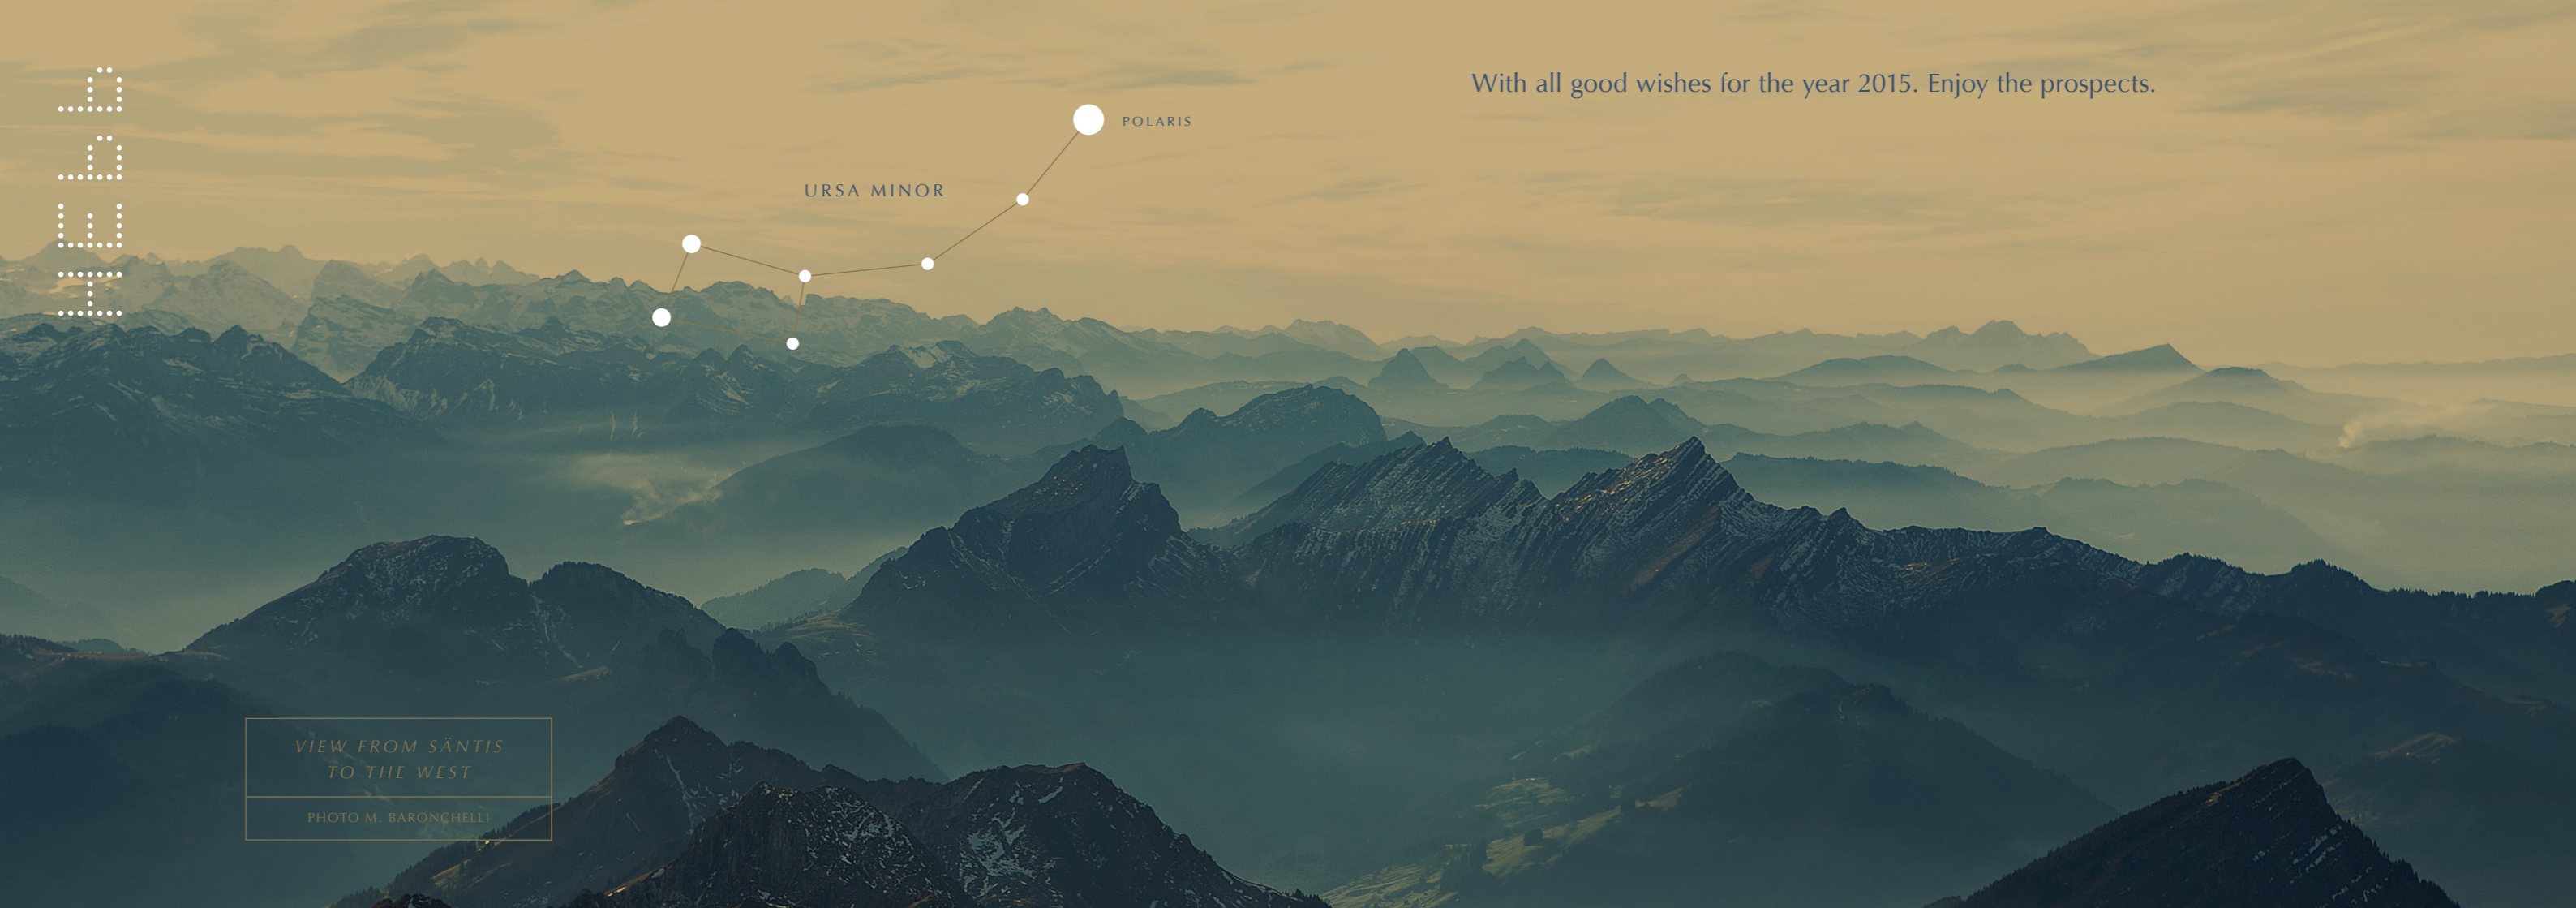 HEbb
POLARIS
With all good wishes for the year 2015. Enjoy the prospects.
URSA MINOR
VIEW FROM SÄNTIS
TO THE WEST
PHOTO M. BARONCHELLI